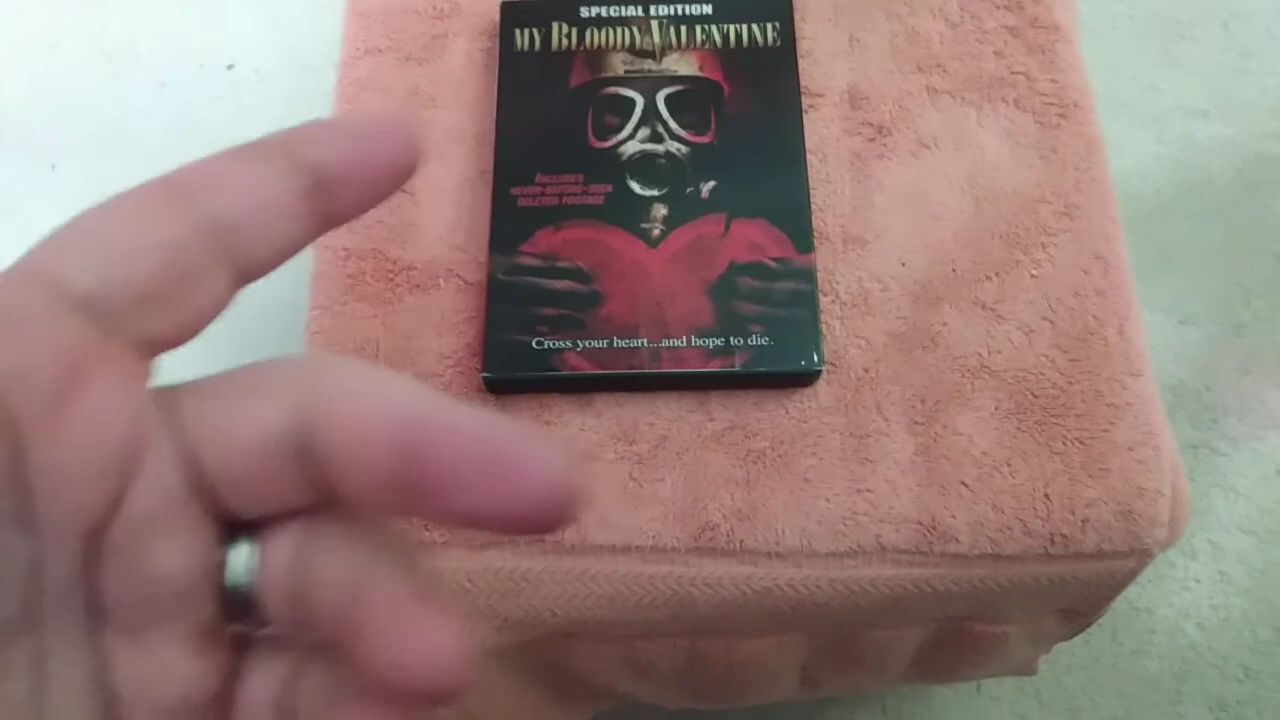 SPECIAL EDITION
MY BLOODY VALENTINE
INCLUDES
NEVER-BEFORE-SEEN
DELETED FOOTAGE
Cross your heart...and hope to die.